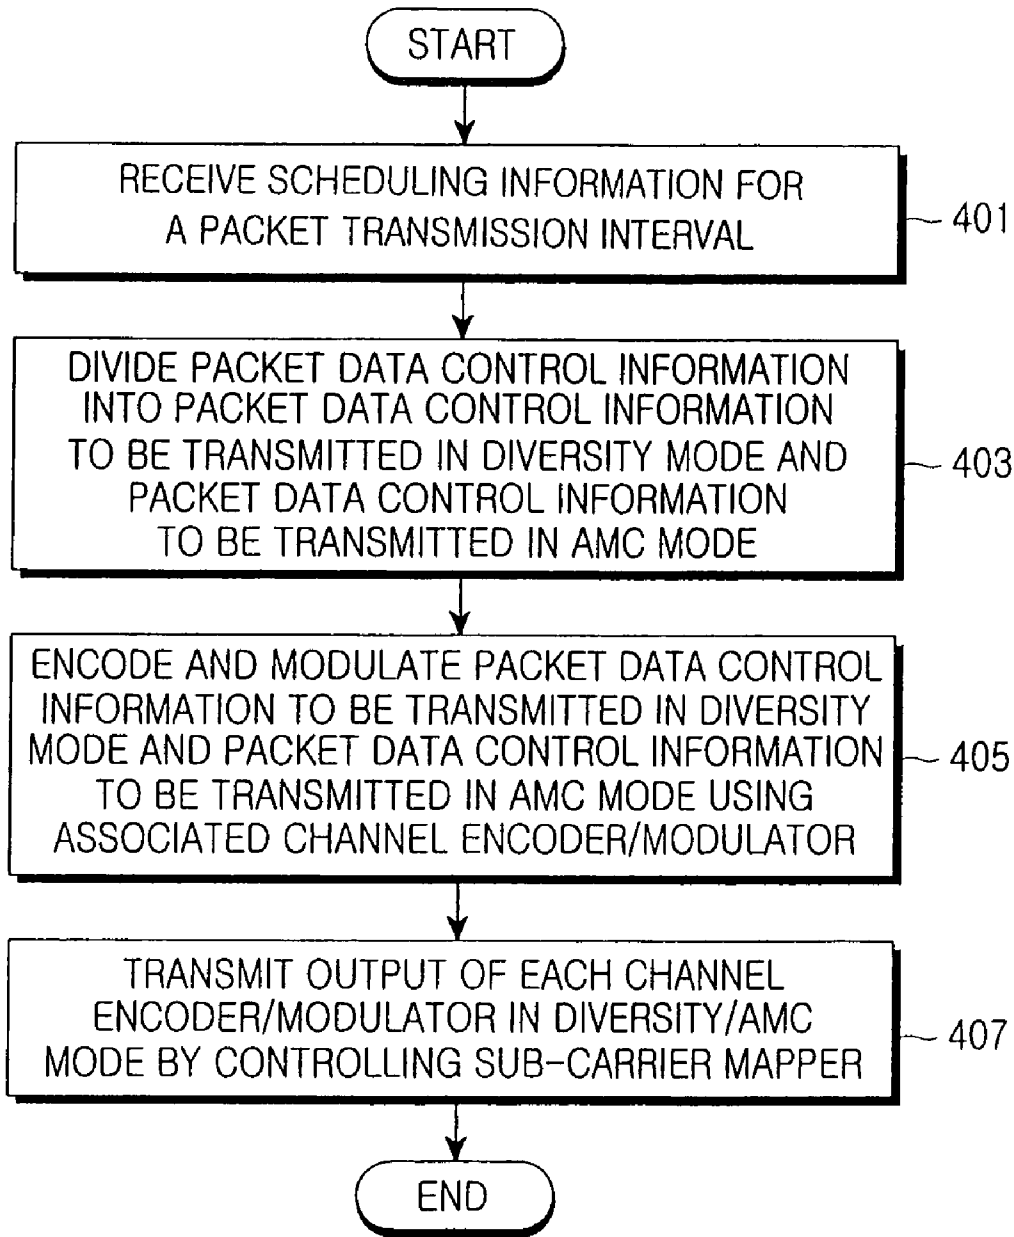 START
RECEIVE SCHEDULING INFORMATION FOR
A PACKET TRANSMISSION INTERVAL
401
DIVIDE PACKET DATA CONTROL INFORMATION
INTO PACKET DATA CONTROL INFORMATION
TO BE TRANSMITTED IN DIVERSITY MODE AND
PACKET DATA CONTROL INFORMATION
TO BE TRANSMITTED IN AMC MODE
403
ENCODE AND MODULATE PACKET DATA CONTROL
INFORMATION TO BE TRANSMITTED IN DIVERSITY
MODE AND PACKET DATA CONTROL INFORMATION
TO BE TRANSMITTED IN AMC MODE USING
ASSOCIATED CHANNEL ENCODER/MODULATOR
405
TRANSMIT OUTPUT OF EACH CHANNEL
ENCODER/MODULATOR IN DIVERSITY/AMC
MODE BY CONTROLLING SUB-CARRIER MAPPER
407
END